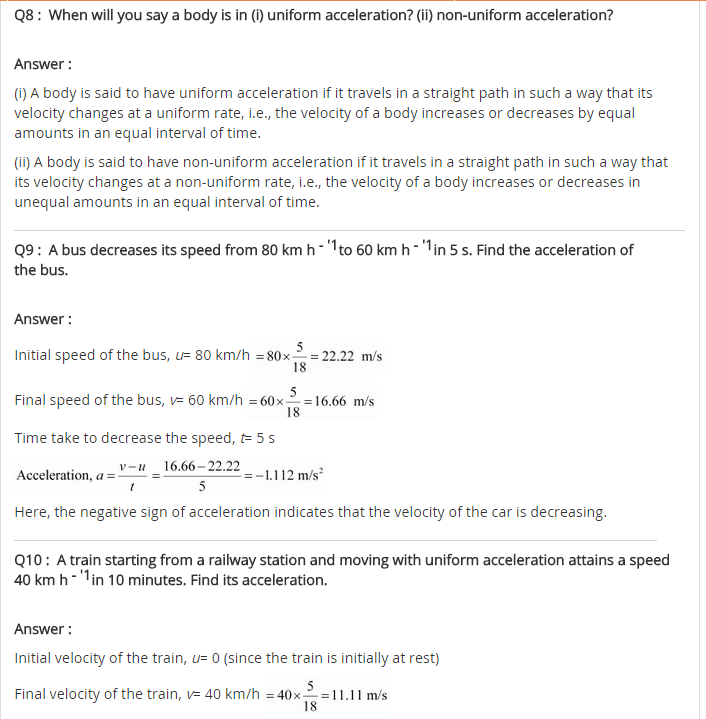 Q8 : When will you say a body is in (i) uniform acceleration? (ii) non-uniform acceleration?
Answer :
(i) A body is said to have uniform acceleration if it travels in a straight path in such a way that its
velocity changes at a uniform rate, i.e., the velocity of a body increases or decreases by equal
amounts in an equal interval of time.
(ii) A body is said to have non-uniform acceleration if it travels in a straight path in such a way that
its velocity changes at a non-uniform rate, i.e., the velocity of a body increases or decreases in
unequal amounts in an equal interval of time.
Q9 : A bus decreases its speed from 80 km h - '1 to 60 km h - '1 in 5 s. Find the acceleration of
the bus.
Answer :
Initial speed of the bus, u= 80 km/h = 80× 5/18 = 22.22 m/s
Final speed of the bus, v= 60 km/h = 60× 5/18 = 16.66 m/s
Time take to decrease the speed, t= 5 s
Acceleration, a = v – u / t = 16.66 – 22.22 / 5 = –1.112 m/s²
Here, the negative sign of acceleration indicates that the velocity of the car is decreasing.
Q10 : A train starting from a railway station and moving with uniform acceleration attains a speed
40 km h - '1 in 10 minutes. Find its acceleration.
Answer :
Initial velocity of the train, u= 0 (since the train is initially at rest)
Final velocity of the train, v= 40 km/h = 40× 5/18 = 11.11 m/s